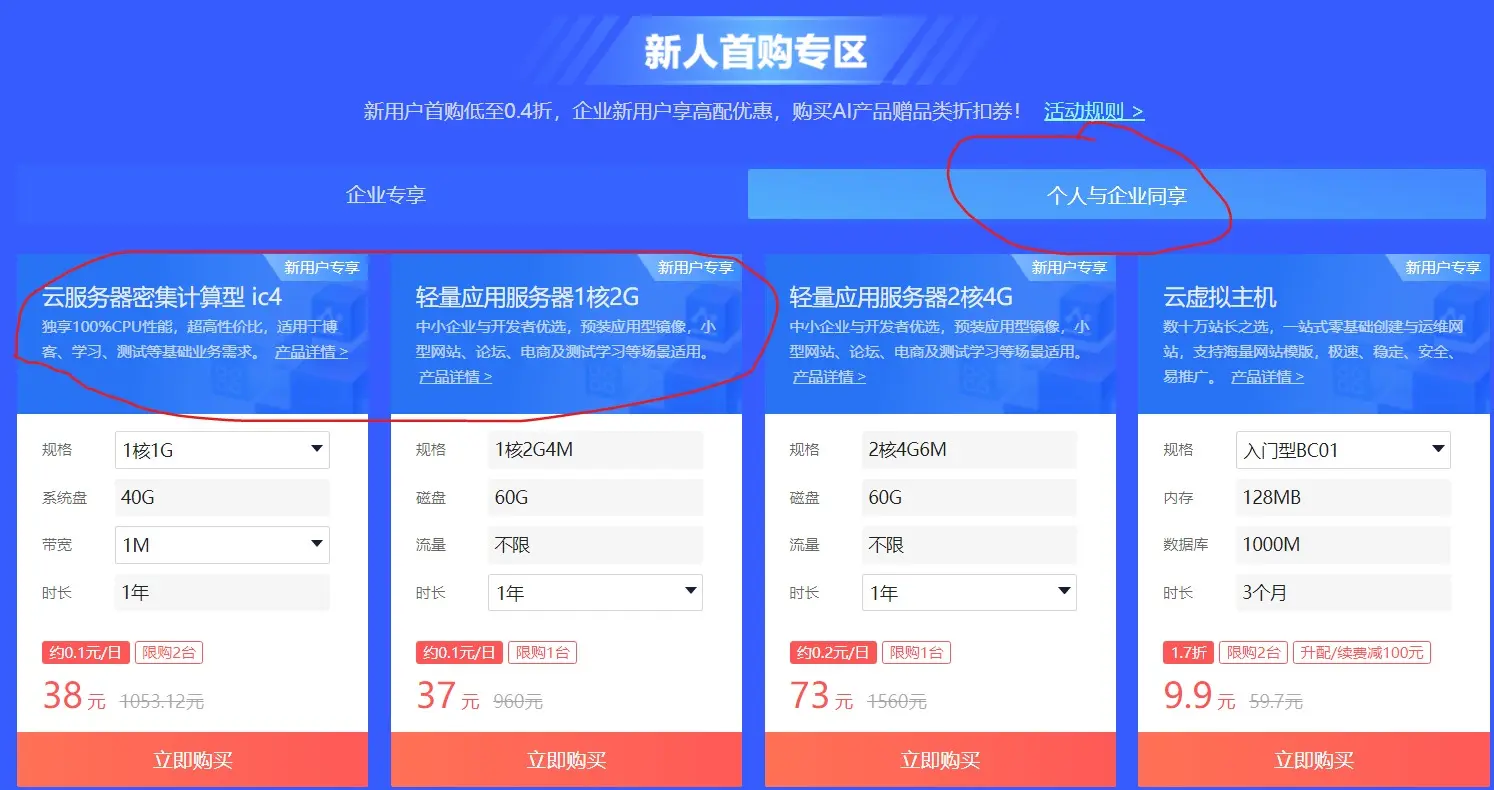 新人首购专区
新用户首购低至0.4折，企业新用户享高配优惠，购买AI产品赠品类折扣券！ 活动规则 >
企业专享
个人与企业同享
新用户专享
云服务器密集计算型 ic4
独享100%CPU性能，超高性价比，适用于博
客、学习、测试等基础业务需求。 产品详情 >
规格 1核1G
系统盘 40G
带宽 1M
时长 1年
约0.1元/日 限购2台
38 元 1053.12元
立即购买
新用户专享
轻量应用服务器1核2G
中小企业与开发者优选，预装应用型镜像，小
型网站、论坛、电商及测试学习等场景适用。
产品详情 >
规格 1核2G4M
磁盘 60G
流量 不限
时长 1年
约0.1元/日 限购1台
37 元 960元
立即购买
新用户专享
轻量应用服务器2核4G
中小企业与开发者优选，预装应用型镜像，小
型网站、论坛、电商及测试学习等场景适用。
产品详情 >
规格 2核4G6M
磁盘 60G
流量 不限
时长 1年
约0.2元/日 限购1台
73 元 1560元
立即购买
新用户专享
云虚拟主机
数十万站长之选，一站式零基础创建与运维网
站，支持海量网站模版，极速、稳定、安全、
易推广。 产品详情 >
规格 入门型BC01
内存 128MB
数据库 1000M
时长 3个月
1.7折 限购2台 升配/续费减100元
9.9 元 59.7元
立即购买